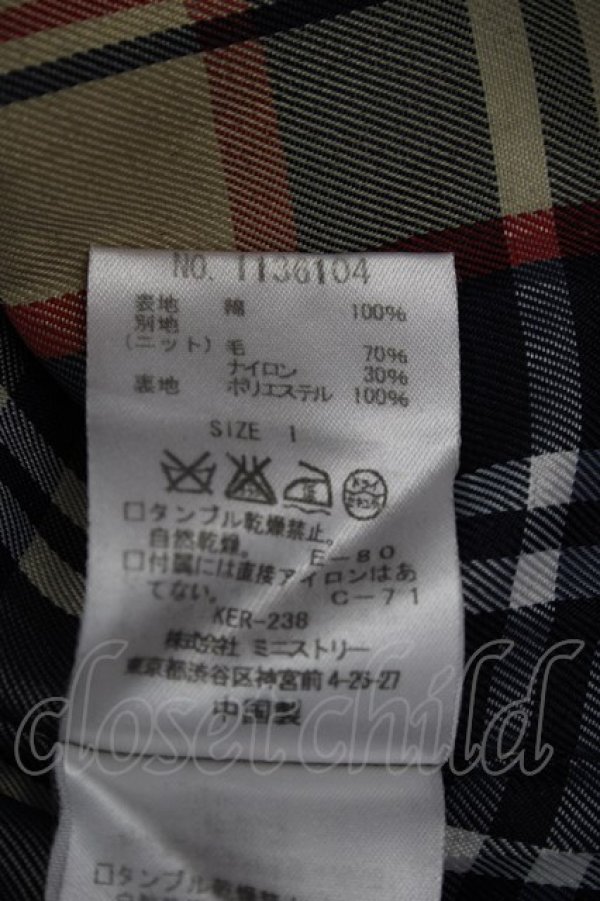 NO. 1136104
表地 綿 100%
別地
(ニット) 毛 70%
ナイロン 30%
裏地 ポリエステル 100%
SIZE 1
□タンブル乾燥禁止。
自然乾燥。 E-80
□付属には直接アイロンはあ
てない。 C-71
KER-238
株式会社 ミニストリー
東京都渋谷区神宮前4-26-27
中国製
closet child
□タンブル乾燥禁止